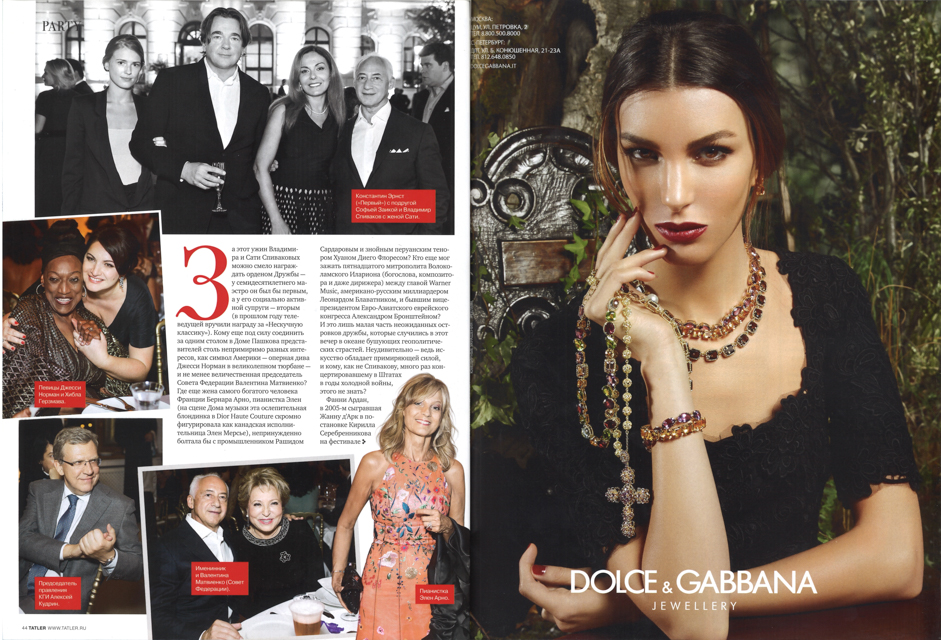 PARTY
Константин Эрнст
(«Первый») с подругой
Софьей Заикой и Владимир
Спиваков с женой Сати.
Певицы Джесси
Норман и Хибла
Герзмава.
За этот ужин Владими-
ра и Сати Спиваковых
можно смело награж-
дать орденом Дружбы —
у семидесятилетнего ма-
эстро он был бы первым,
а у его социально актив-
ной супруги — вторым
(в прошлом году теле-
ведущей вручили награду за «Нескучную
классику»). Кому еще под силу соединить
за одним столом в Доме Пашкова предста-
вителей столь непримиримо разных инте-
ресов, как символ Америки — оперная дива
Джесси Норман в великолепном тюрбане —
и не менее величественная председатель
Совета Федерации Валентина Матвиенко?
Где еще жена самого богатого человека
Франции Бернара Арно, пианистка Элен
(на сцене Дома музыки эта ослепительная
блондинка в Dior Haute Couture скромно
фигурировала как канадская исполни-
тельница Элен Мерсье), непринужденно
болтала бы с промышленником Рашидом
Сардаровым и знойным перуанским тено-
ром Хуаном Диего Флоресом? Кто еще мог
зажать пятнадцатого митрополита Волоко-
ламского Илариона (богослова, композито-
ра и даже дирижера) между главой Warner
Music, американо-русским миллиардером
Леонардом Блаватником, и бывшим вице-
президентом Евро-Азиатского еврейского
конгресса Александром Бронштейном?
И это лишь малая часть неожиданных ост-
ровков дружбы, которые случились в этот
вечер в океане бушующих геополитиче-
ских страстей. Неудивительно — ведь ис-
кусство обладает примиряющей силой,
и кому, как не Спивакову, много раз кон-
цертировавшему в Штатах
в годы холодной войны,
этого не знать?
Фанни Ардан,
в 2005-м сыгравшая
Жанну д'Арк в по-
становке Кирилла
Серебренникова
на фестивале
Председатель
правления
КГИ Алексей
Кудрин.
Именинник
и Валентина
Матвиенко (Совет
Федерации).
Пианистка
Элен Арно.
44 TATLER WWW.TATLER.RU
МОСКВА:
УЛ. ПЕТРОВКА,
8.800.500.8000
УЛ. Б. КОНЮШЕННАЯ, 21-23А
812.648.0850
DOLCE & GABBANA
JEWELLERY